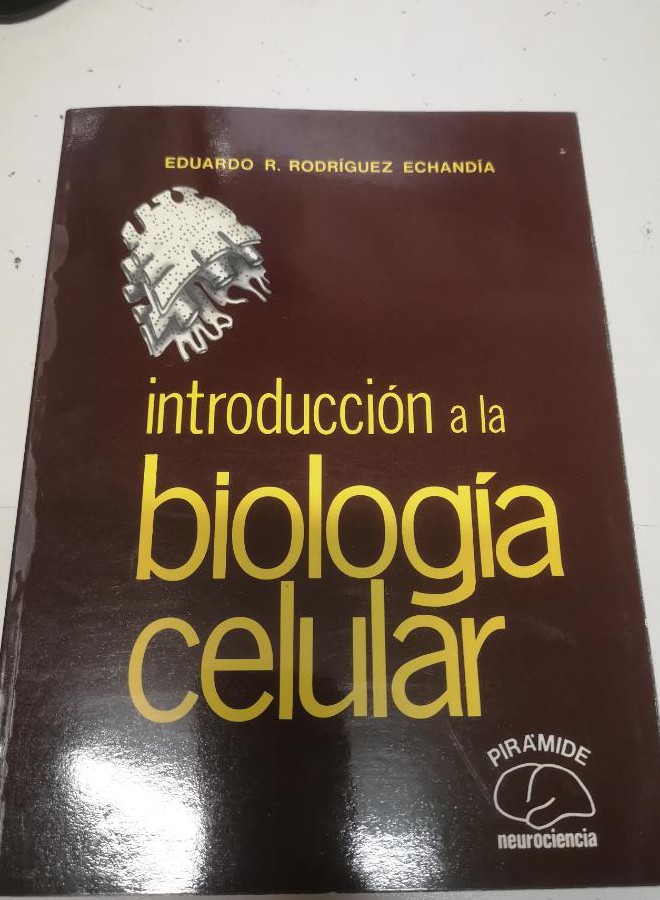 EDUARDO R. RODRÍGUEZ ECHANDÍA
introducción a la
biología
celular
PIRÁMIDE
neurociencia